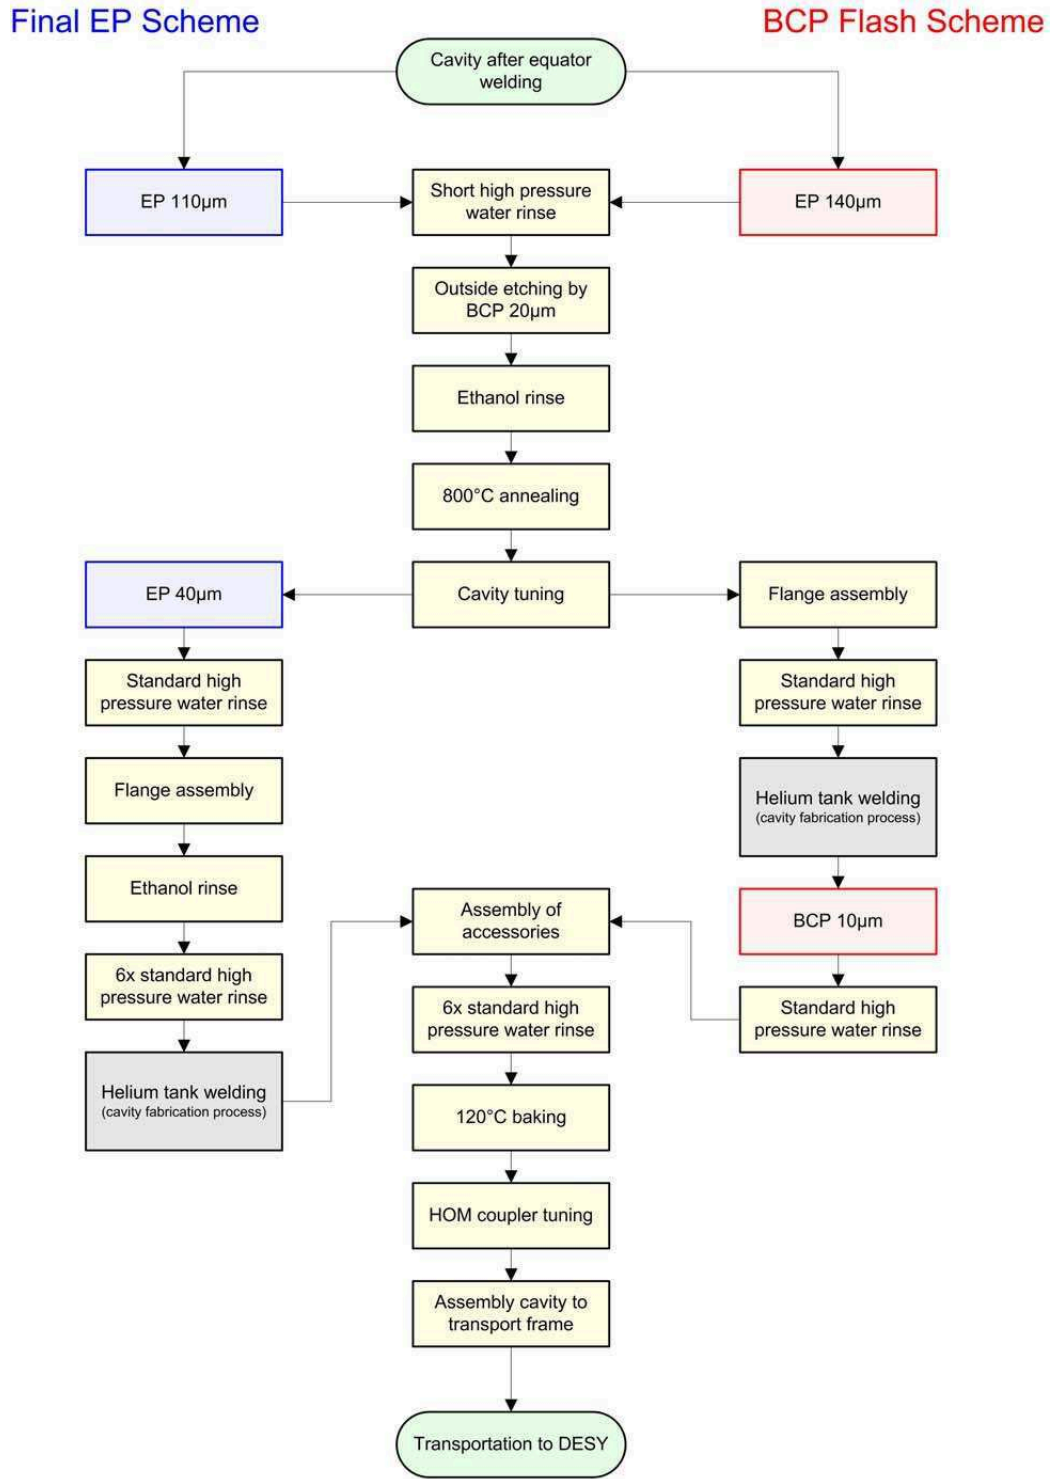 Final EP Scheme
BCP Flash Scheme
Cavity after equator
welding
EP 110µm
Short high pressure
water rinse
EP 140µm
Outside etching by
BCP 20µm
Ethanol rinse
800°C annealing
EP 40µm
Cavity tuning
Flange assembly
Standard high
pressure water rinse
Standard high
pressure water rinse
Flange assembly
Helium tank welding
(cavity fabrication process)
Ethanol rinse
Assembly of
accessories
BCP 10µm
6x standard high
pressure water rinse
6x standard high
pressure water rinse
Standard high
pressure water rinse
Helium tank welding
(cavity fabrication process)
120°C baking
HOM coupler tuning
Assembly cavity to
transport frame
Transportation to DESY